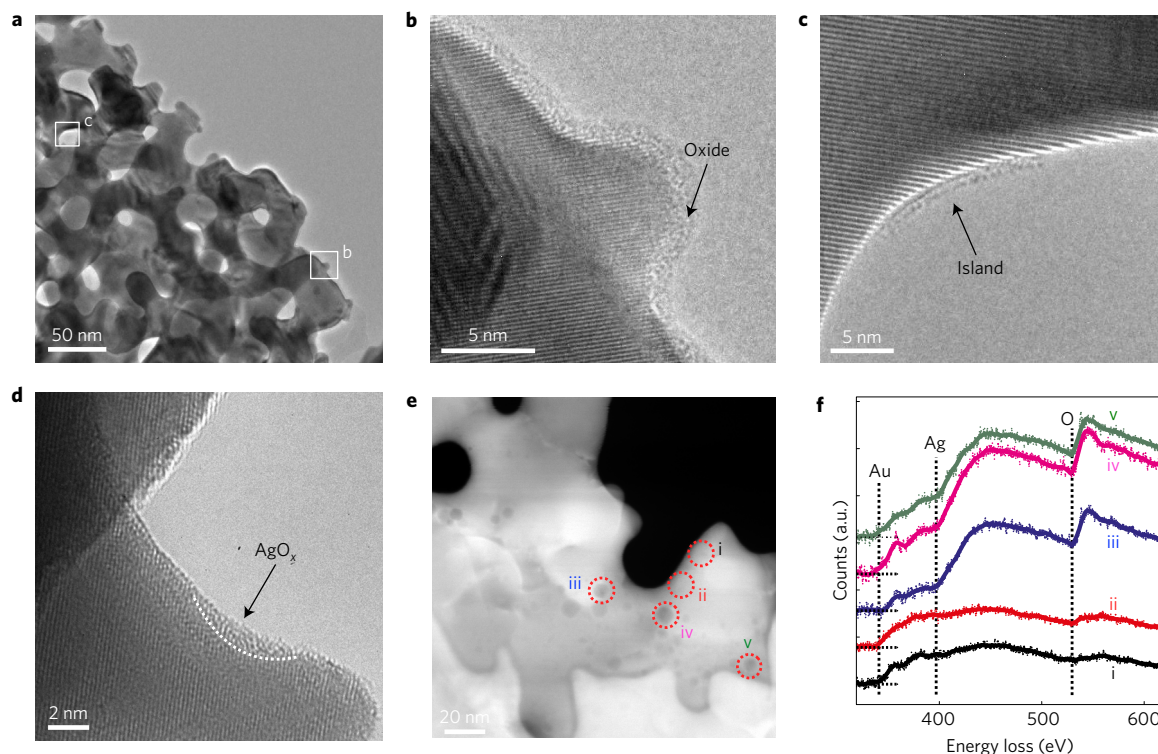 a
c
b
50 nm
b
Oxide
5 nm
c
Island
5 nm
d
AgOx
2 nm
e
i
ii
iii
iv
v
20 nm
f
Au
Ag
O
v
iv
iii
ii
i
Counts (a.u.)
400
500
600
Energy loss (eV)